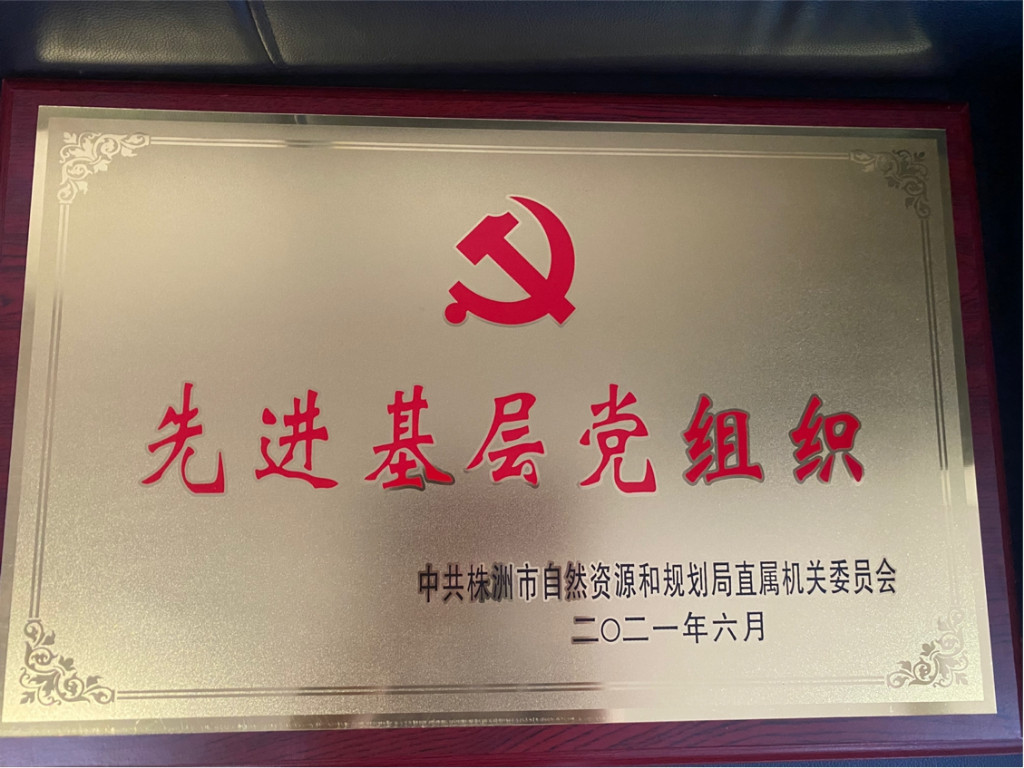 先进基层党组织
中共株洲市自然资源和规划局直属机关委员会
二〇二一年六月